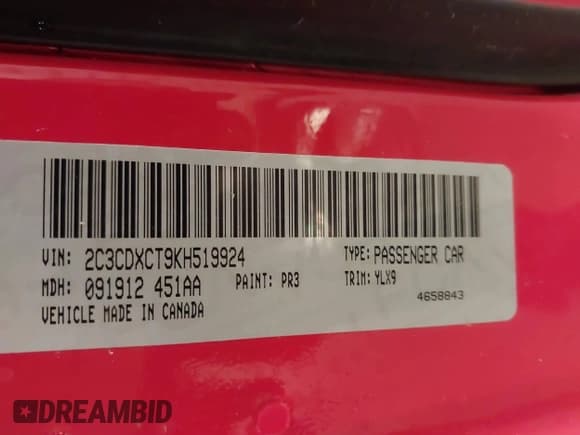 VIN: 2C3CDXCT9KH519924 TYPE: PASSENGER CAR
MDH: 091912 451AA PAINT: PR3 TRIM: YLX9
VEHICLE MADE IN CANADA 4658843
DREAMBID